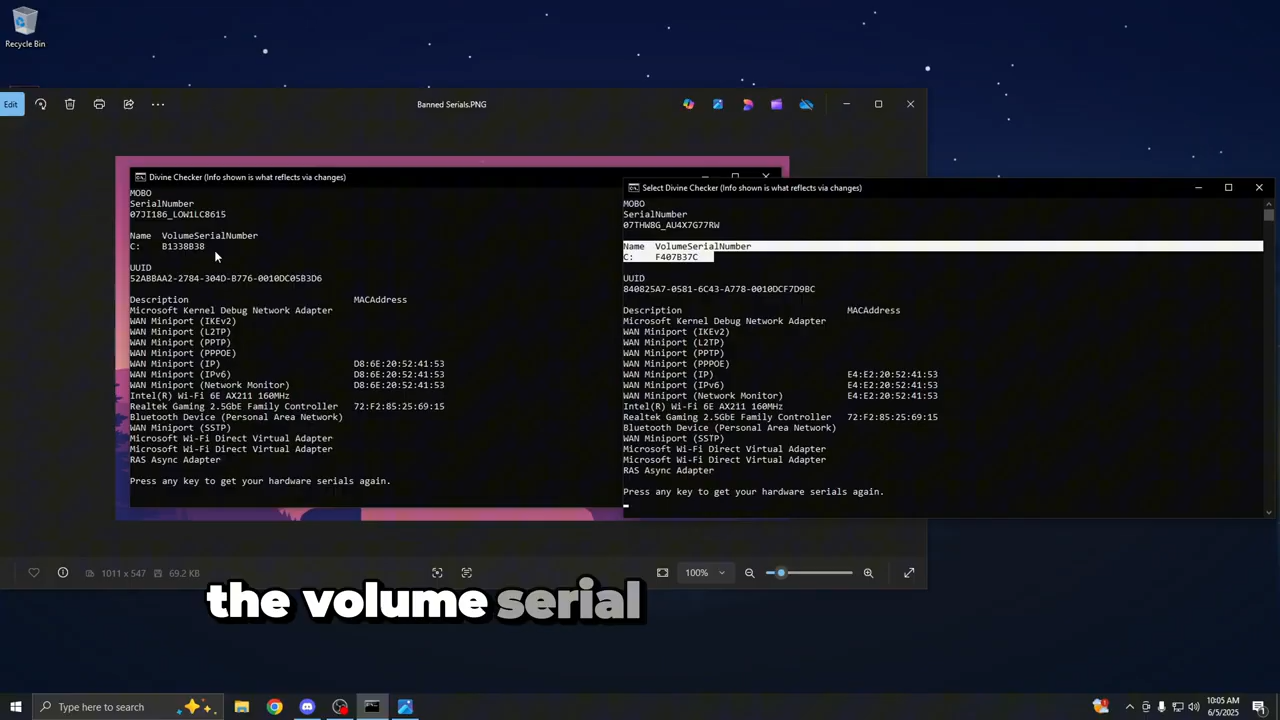 Recycle Bin
Edit
Banned Serials.PNG
Divine Checker (Info shown is what reflects via changes)
MOBO
SerialNumber
07JI186_LOW1LC8615
Name VolumeSerialNumber
C: B1338B38
UUID
52ABBAA2-2784-304D-B776-0010DC05B3D6
Description MACAddress
Microsoft Kernel Debug Network Adapter
WAN Miniport (IKEv2)
WAN Miniport (L2TP)
WAN Miniport (PPTP)
WAN Miniport (PPPOE)
WAN Miniport (IP) D8:6E:20:52:41:53
WAN Miniport (IPv6) D8:6E:20:52:41:53
WAN Miniport (Network Monitor) D8:6E:20:52:41:53
Intel(R) Wi-Fi 6E AX211 160MHz
Realtek Gaming 2.5GbE Family Controller 72:F2:85:25:69:15
Bluetooth Device (Personal Area Network)
WAN Miniport (SSTP)
Microsoft Wi-Fi Direct Virtual Adapter
Microsoft Wi-Fi Direct Virtual Adapter
RAS Async Adapter
Press any key to get your hardware serials again.
Select Divine Checker (Info shown is what reflects via changes)
MOBO
SerialNumber
07THW8G_AU4X7G77RW
Name VolumeSerialNumber
C: F407B37C
UUID
840825A7-0581-6C43-A778-0010DCF7D9BC
Description MACAddress
Microsoft Kernel Debug Network Adapter
WAN Miniport (IKEv2)
WAN Miniport (L2TP)
WAN Miniport (PPTP)
WAN Miniport (PPPOE)
WAN Miniport (IP) E4:E2:20:52:41:53
WAN Miniport (IPv6) E4:E2:20:52:41:53
WAN Miniport (Network Monitor) E4:E2:20:52:41:53
Intel(R) Wi-Fi 6E AX211 160MHz
Realtek Gaming 2.5GbE Family Controller 72:F2:85:25:69:15
Bluetooth Device (Personal Area Network)
WAN Miniport (SSTP)
Microsoft Wi-Fi Direct Virtual Adapter
Microsoft Wi-Fi Direct Virtual Adapter
RAS Async Adapter
Press any key to get your hardware serials again.
1011 x 547 69.2 KB
100%
the volume serial
Type here to search
10:05 AM
6/5/2025
1